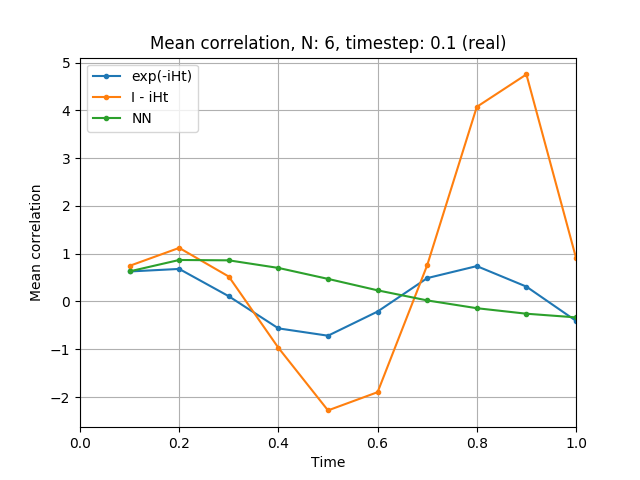 Mean correlation, N: 6, timestep: 0.1 (real)
exp(-iHt)
I - iHt
NN
Mean correlation
5
4
3
2
1
0
−1
−2
0.0 0.2 0.4 0.6 0.8 1.0
Time